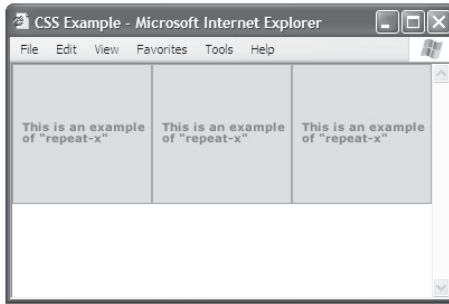 CSS Example - Microsoft Internet Explorer
File Edit View Favorites Tools Help
This is an example This is an example This is an example
of "repeat-x" of "repeat-x" of "repeat-x"